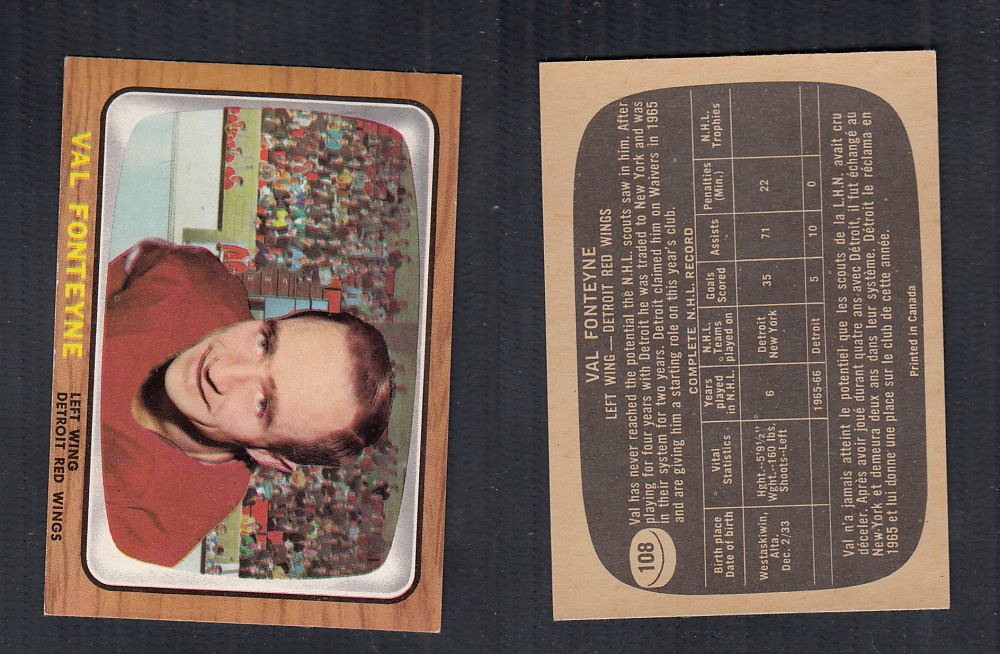 VAL FONTEYNE
LEFT WING
DETROIT RED WINGS
108
VAL FONTEYNE
LEFT WING — DETROIT RED WINGS
Val has never reached the potential the N.H.L. scouts saw in him. After
playing for four years with Detroit he was traded to New York and was
in their system for two years. Detroit claimed him on Waivers in 1965
and are giving him a starting role on this year's club.
COMPLETE N.H.L. RECORD
Birth place Date of birth | Vital Statistics | Years played in N.H.L. | N.H.L. Teams played on | Goals Scored | Assists | Penalties (Min.) | N.H.L. Trophies
Westaskiwin, Alta. Dec. 2/33 | Hght.--5'9½" Wght.--160 lbs. Shoots--Left | 6 | Detroit New York | 35 | 71 | 22
1965-66 | Detroit | 5 | 10 | 0
Val n'a jamais atteint le potentiel que les scouts de la L.H.N. avait cru
déceler. Après avoir joué durant quatre ans avec Détroit, il fut échangé au
New-York et demeura deux ans dans leur système. Détroit le réclama en
1965 et lui donne une place sur le club de cette année.
Printed in Canada